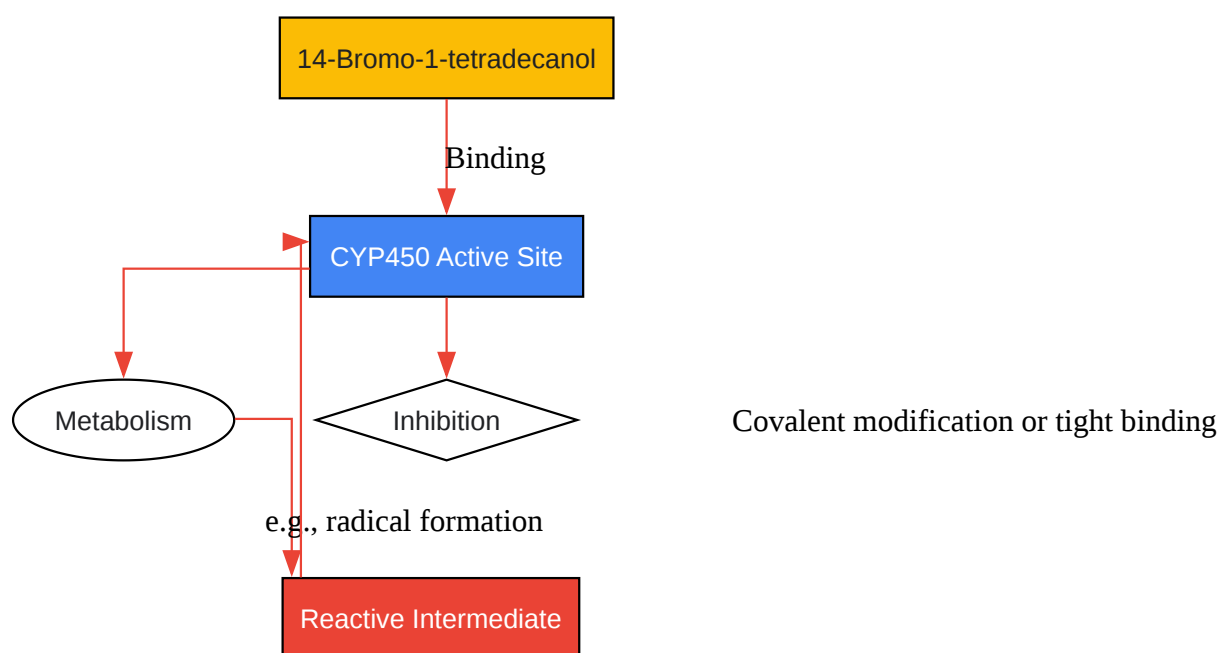 14-Bromo-1-tetradecanol
Binding
CYP450 Active Site
Metabolism
Inhibition
Covalent modification or tight binding
e.g., radical formation
Reactive Intermediate